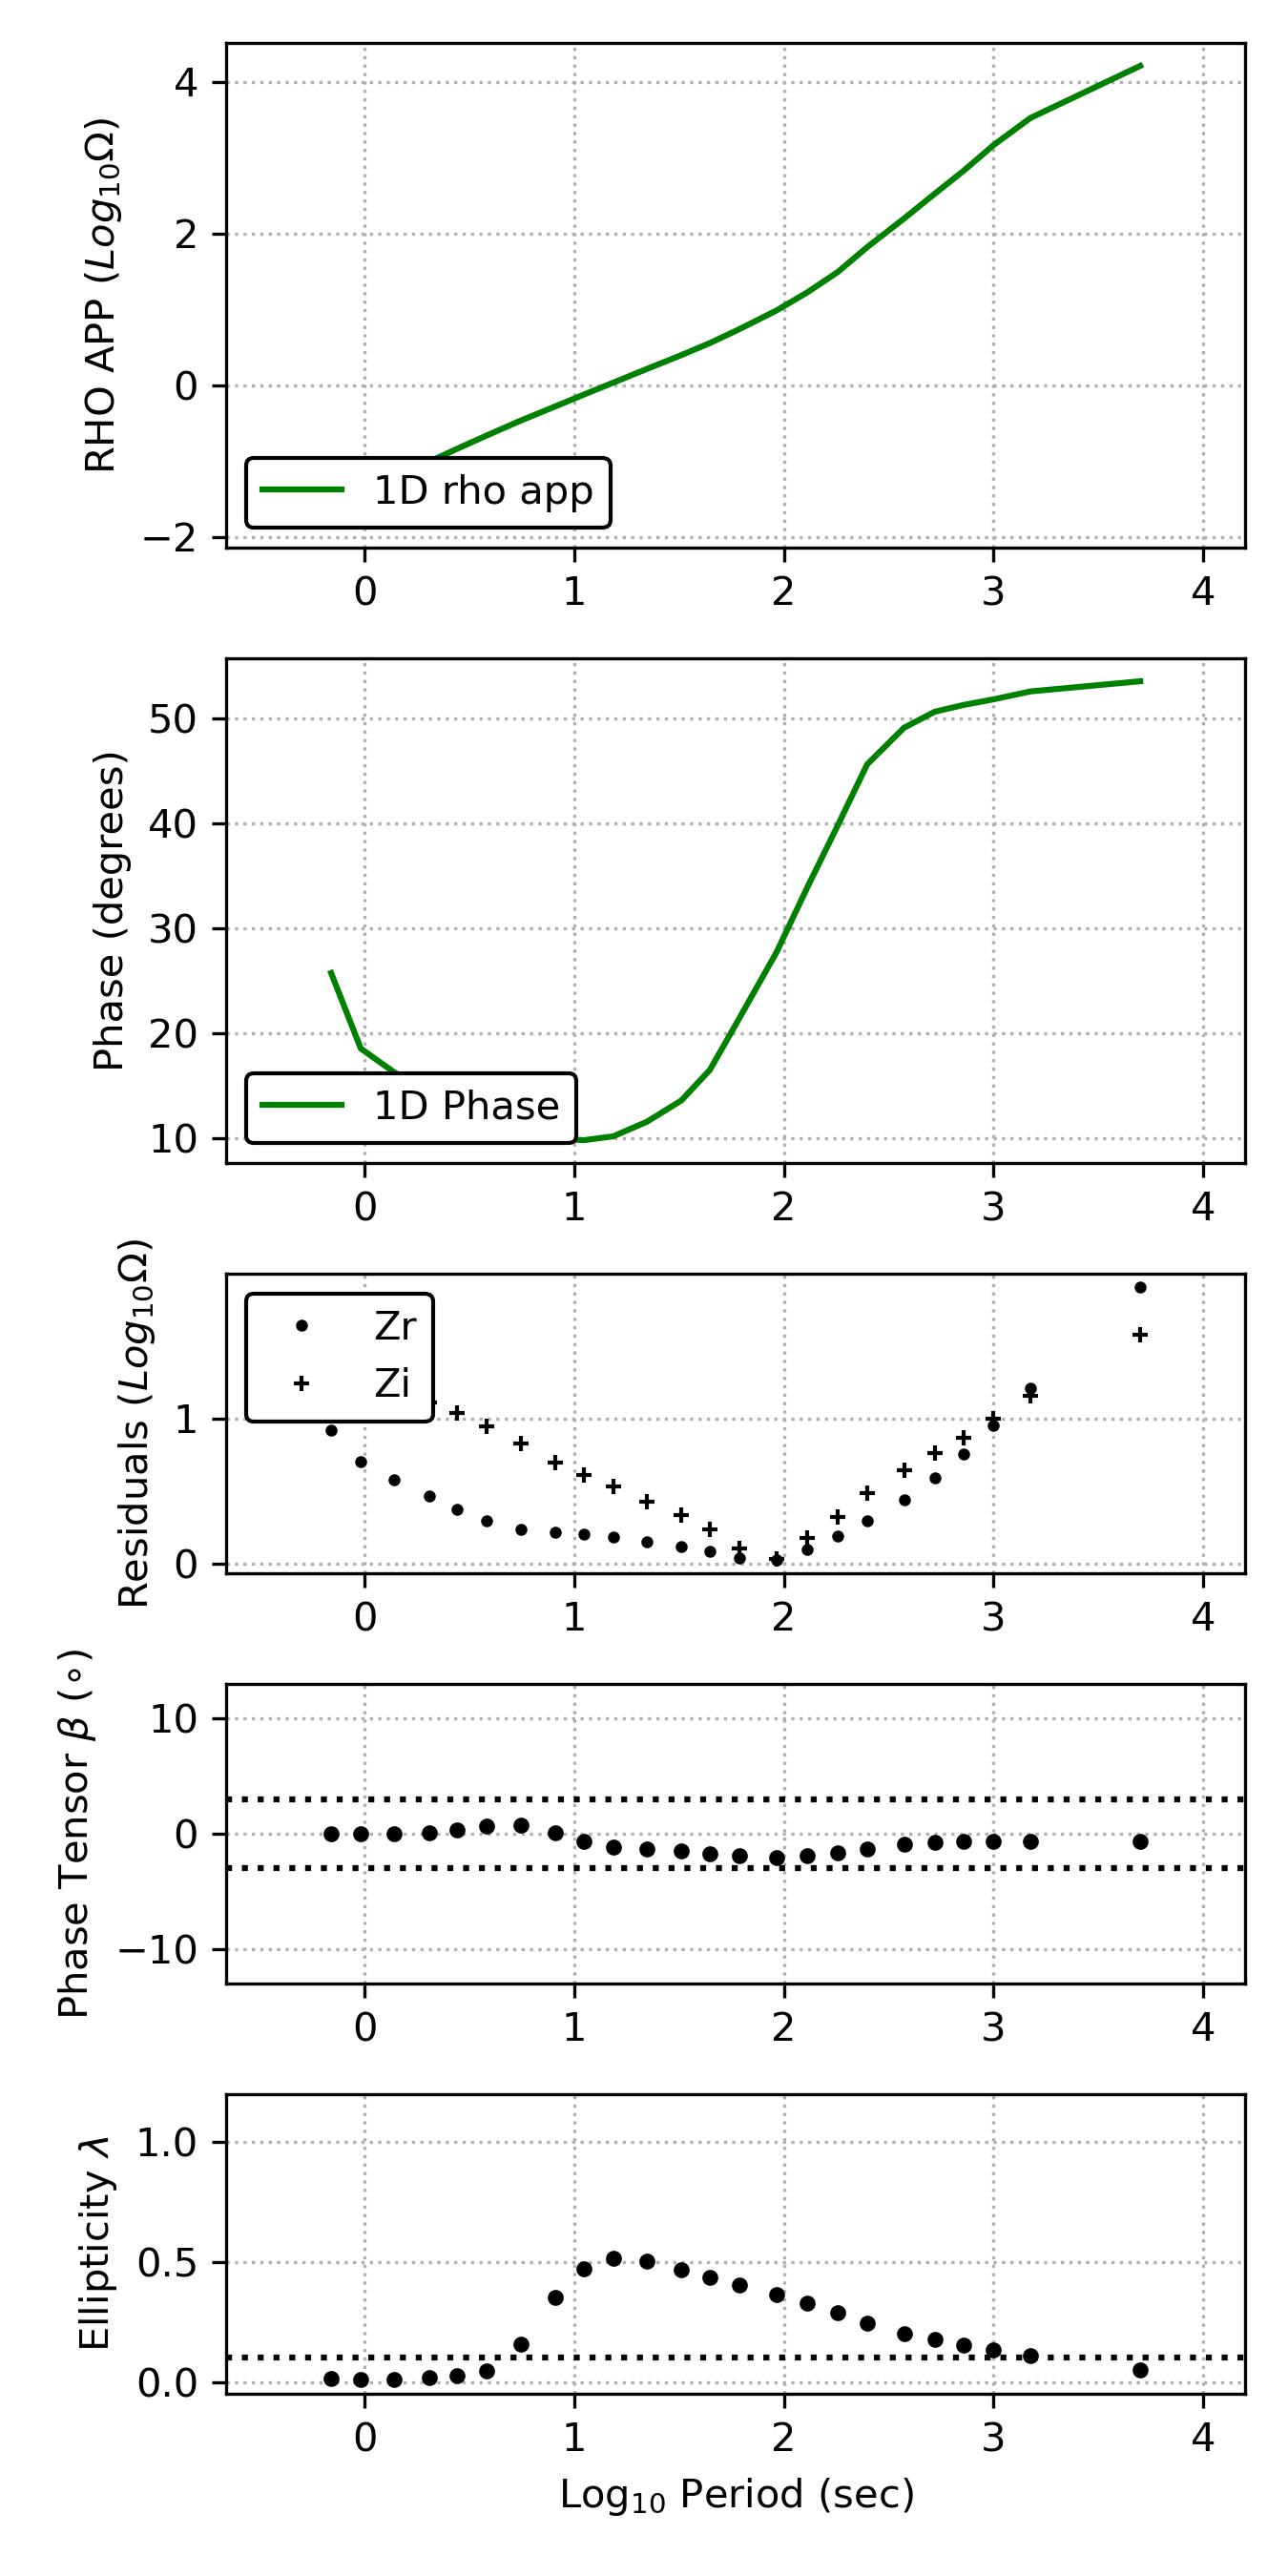 RHO APP (Log₁₀Ω)
4
2
0
−2
1D rho app
0 1 2 3 4
Phase (degrees)
50
40
30
20
10
1D Phase
0 1 2 3 4
Residuals (Log₁₀Ω)
Zr
Zi
1
0
0 1 2 3 4
Phase Tensor β (∘)
10
0
−10
0 1 2 3 4
Ellipticity λ
1.0
0.5
0.0
0 1 2 3 4
Log₁₀ Period (sec)